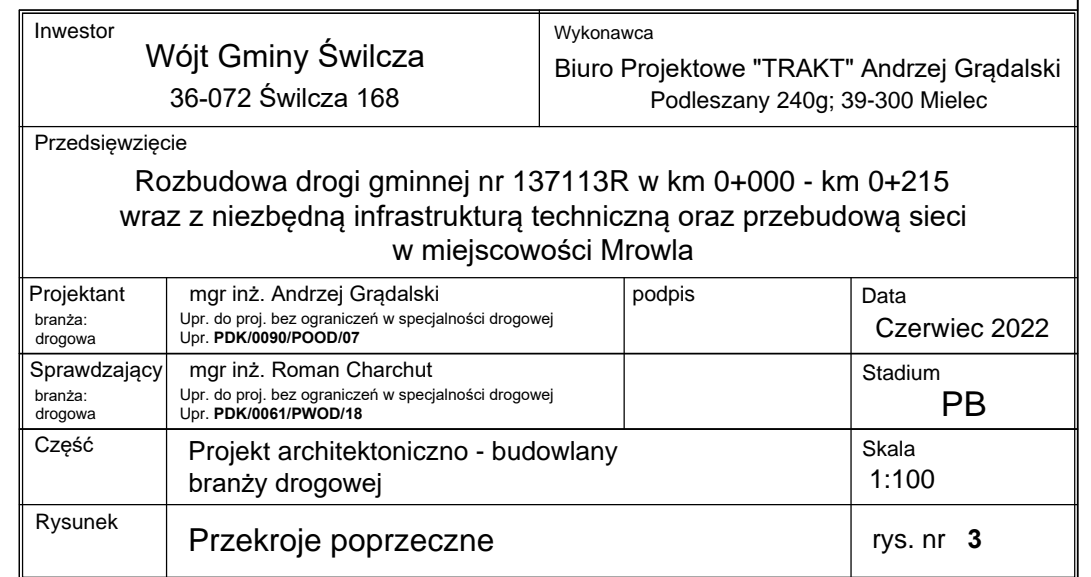 Inwestor
Wójt Gminy Świlcza
36-072 Świlcza 168
Wykonawca
Biuro Projektowe "TRAKT" Andrzej Grądalski
Podleszany 240g; 39-300 Mielec
Przedsięwzięcie
Rozbudowa drogi gminnej nr 137113R w km 0+000 - km 0+215
wraz z niezbędną infrastrukturą techniczną oraz przebudową sieci
w miejscowości Mrowla
Projektant
branża:
drogowa
mgr inż. Andrzej Grądalski
Upr. do proj. bez ograniczeń w specjalności drogowej
Upr. PDK/0090/POOD/07
podpis
Data
Czerwiec 2022
Sprawdzający
branża:
drogowa
mgr inż. Roman Charchut
Upr. do proj. bez ograniczeń w specjalności drogowej
Upr. PDK/0061/PWOD/18
Stadium
PB
Część
Projekt architektoniczno - budowlany
branży drogowej
Skala
1:100
Rysunek
Przekroje poprzeczne
rys. nr 3